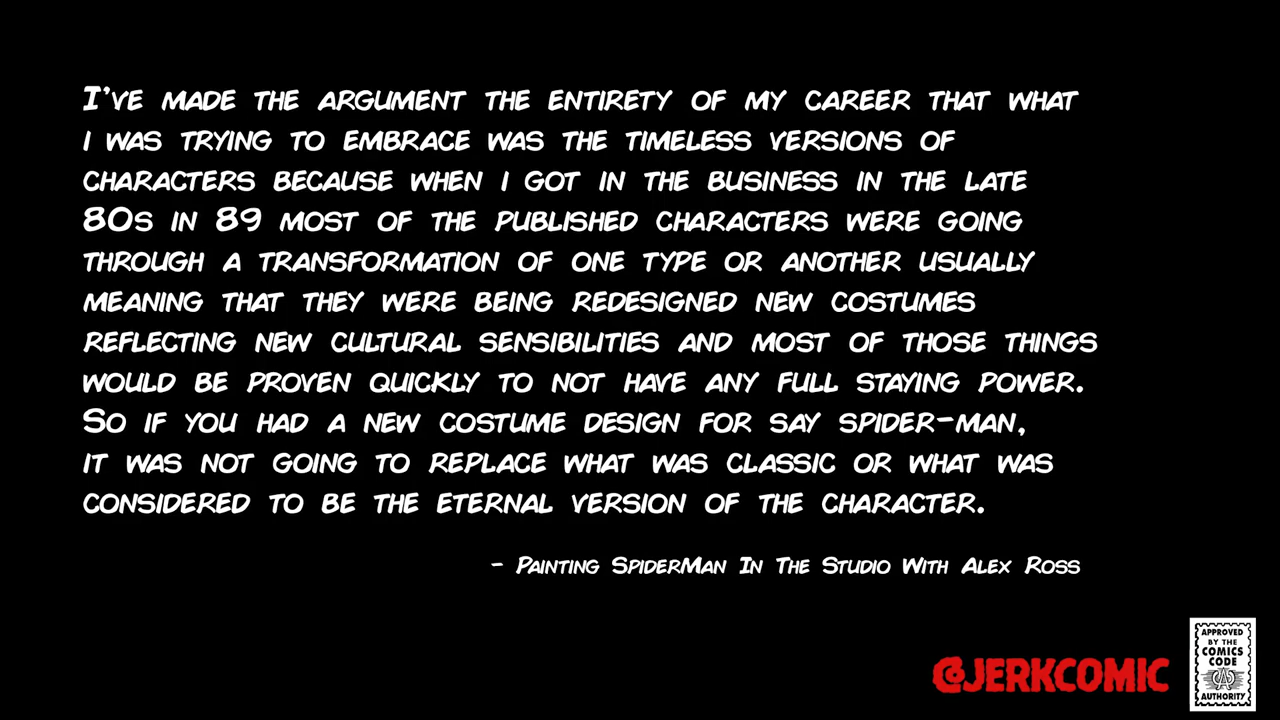 I'VE MADE THE ARGUMENT THE ENTIRETY OF MY CAREER THAT WHAT
I WAS TRYING TO EMBRACE WAS THE TIMELESS VERSIONS OF
CHARACTERS BECAUSE WHEN I GOT IN THE BUSINESS IN THE LATE
80S IN 89 MOST OF THE PUBLISHED CHARACTERS WERE GOING
THROUGH A TRANSFORMATION OF ONE TYPE OR ANOTHER USUALLY
MEANING THAT THEY WERE BEING REDESIGNED NEW COSTUMES
REFLECTING NEW CULTURAL SENSIBILITIES AND MOST OF THOSE THINGS
WOULD BE PROVEN QUICKLY TO NOT HAVE ANY FULL STAYING POWER.
SO IF YOU HAD A NEW COSTUME DESIGN FOR SAY SPIDER-MAN,
IT WAS NOT GOING TO REPLACE WHAT WAS CLASSIC OR WHAT WAS
CONSIDERED TO BE THE ETERNAL VERSION OF THE CHARACTER.
- PAINTING SPIDERMAN IN THE STUDIO WITH ALEX ROSS
@JERKCOMIC
APPROVED
BY THE
COMICS
CODE
CA
AUTHORITY